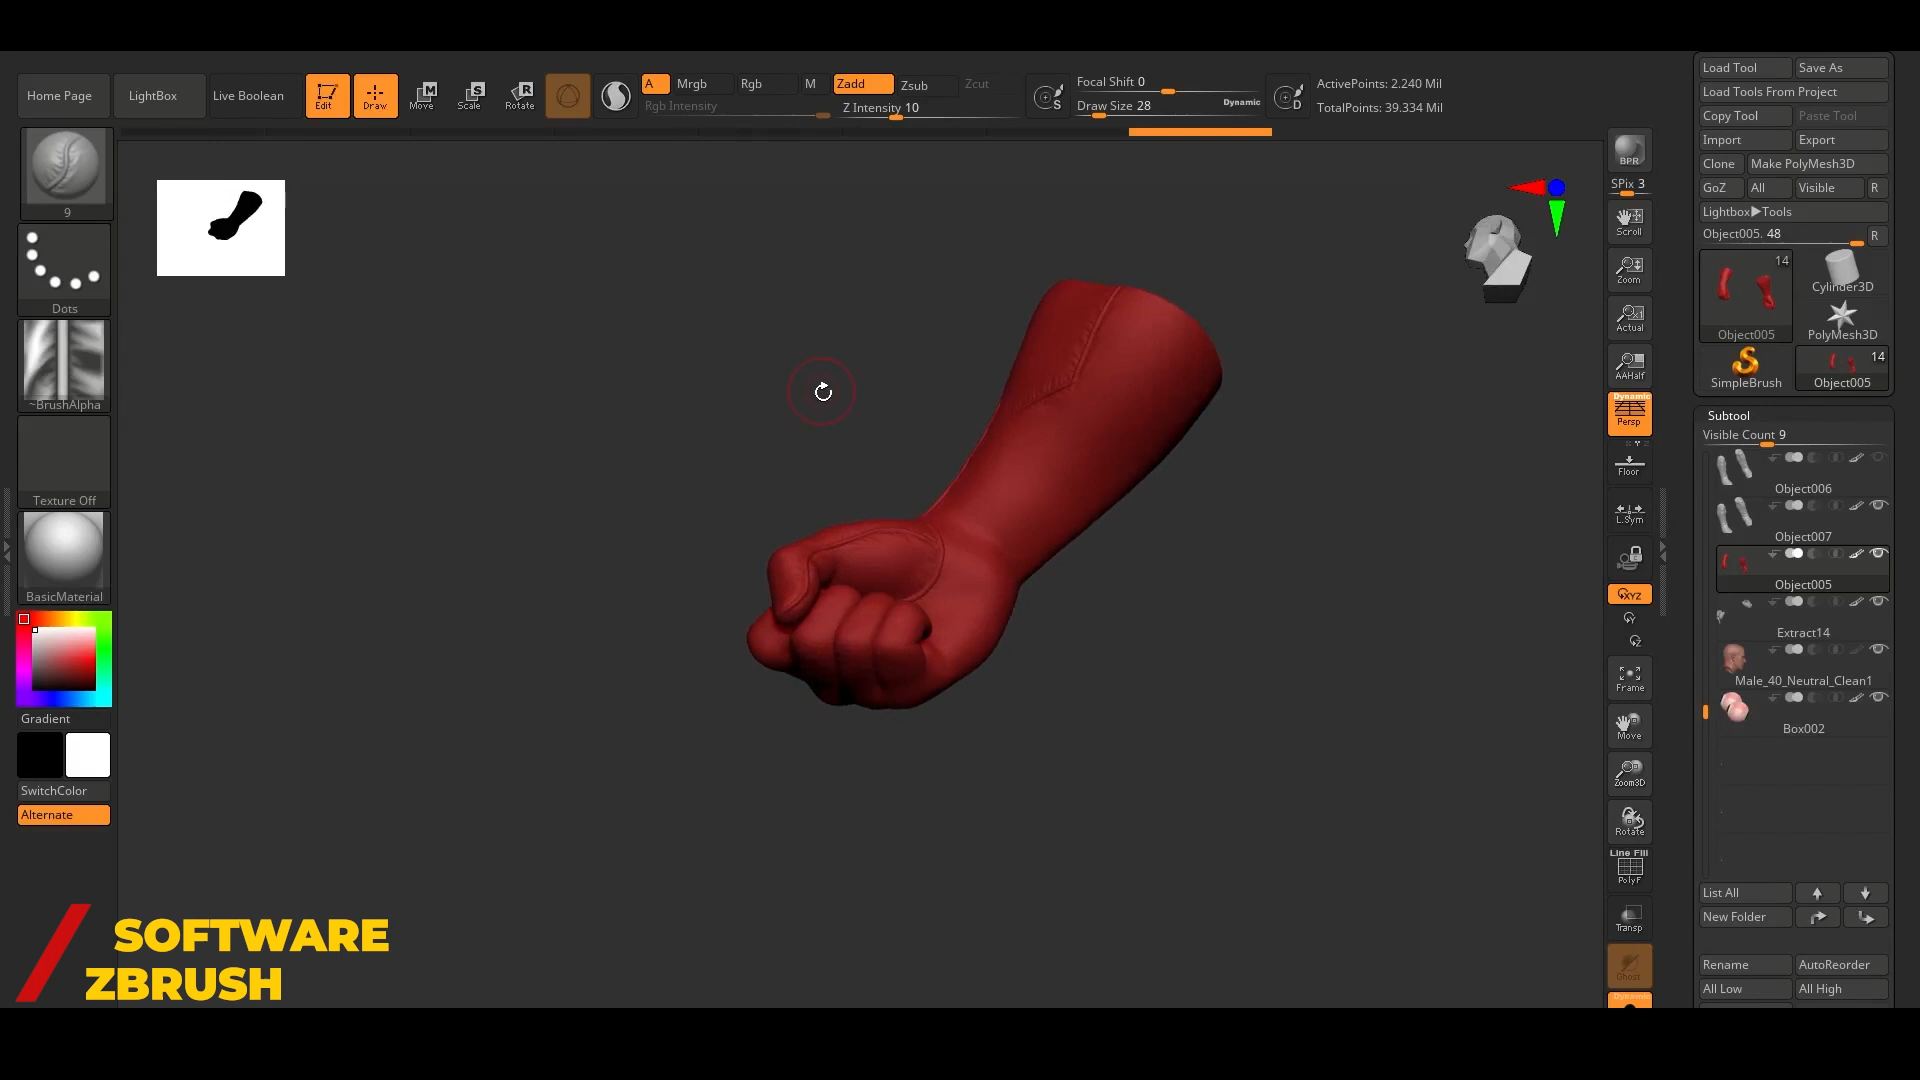 Home Page
LightBox
Live Boolean
Edit
Draw
Move
Scale
Rotate
A
Mrgb
Rgb
M
Zadd
Zsub
Zcut
Rgb Intensity
Z Intensity 10
Focal Shift 0
Draw Size 28
Dynamic
ActivePoints: 2.240 Mil
TotalPoints: 39.334 Mil
9
Dots
~BrushAlpha
Texture Off
BasicMaterial
Gradient
SwitchColor
Alternate
SOFTWARE
ZBRUSH
BPR
SPix 3
Scroll
Zoom
Actual
AAHalf
Dynamic
Persp
Floor
L.Sym
XYZ
Frame
Move
Zoom3D
Rotate
Line Fill
PolyF
Transp
Ghost
Dynamic
Load Tool
Save As
Load Tools From Project
Copy Tool
Paste Tool
Import
Export
Clone
Make PolyMesh3D
GoZ
All
Visible
R
Lightbox▶Tools
Object005. 48
R
14
Object005
Cylinder3D
PolyMesh3D
SimpleBrush
14
Object005
Subtool
Visible Count 9
Object006
Object007
Object005
Extract14
Male_40_Neutral_Clean1
Box002
List All
New Folder
Rename
AutoReorder
All Low
All High